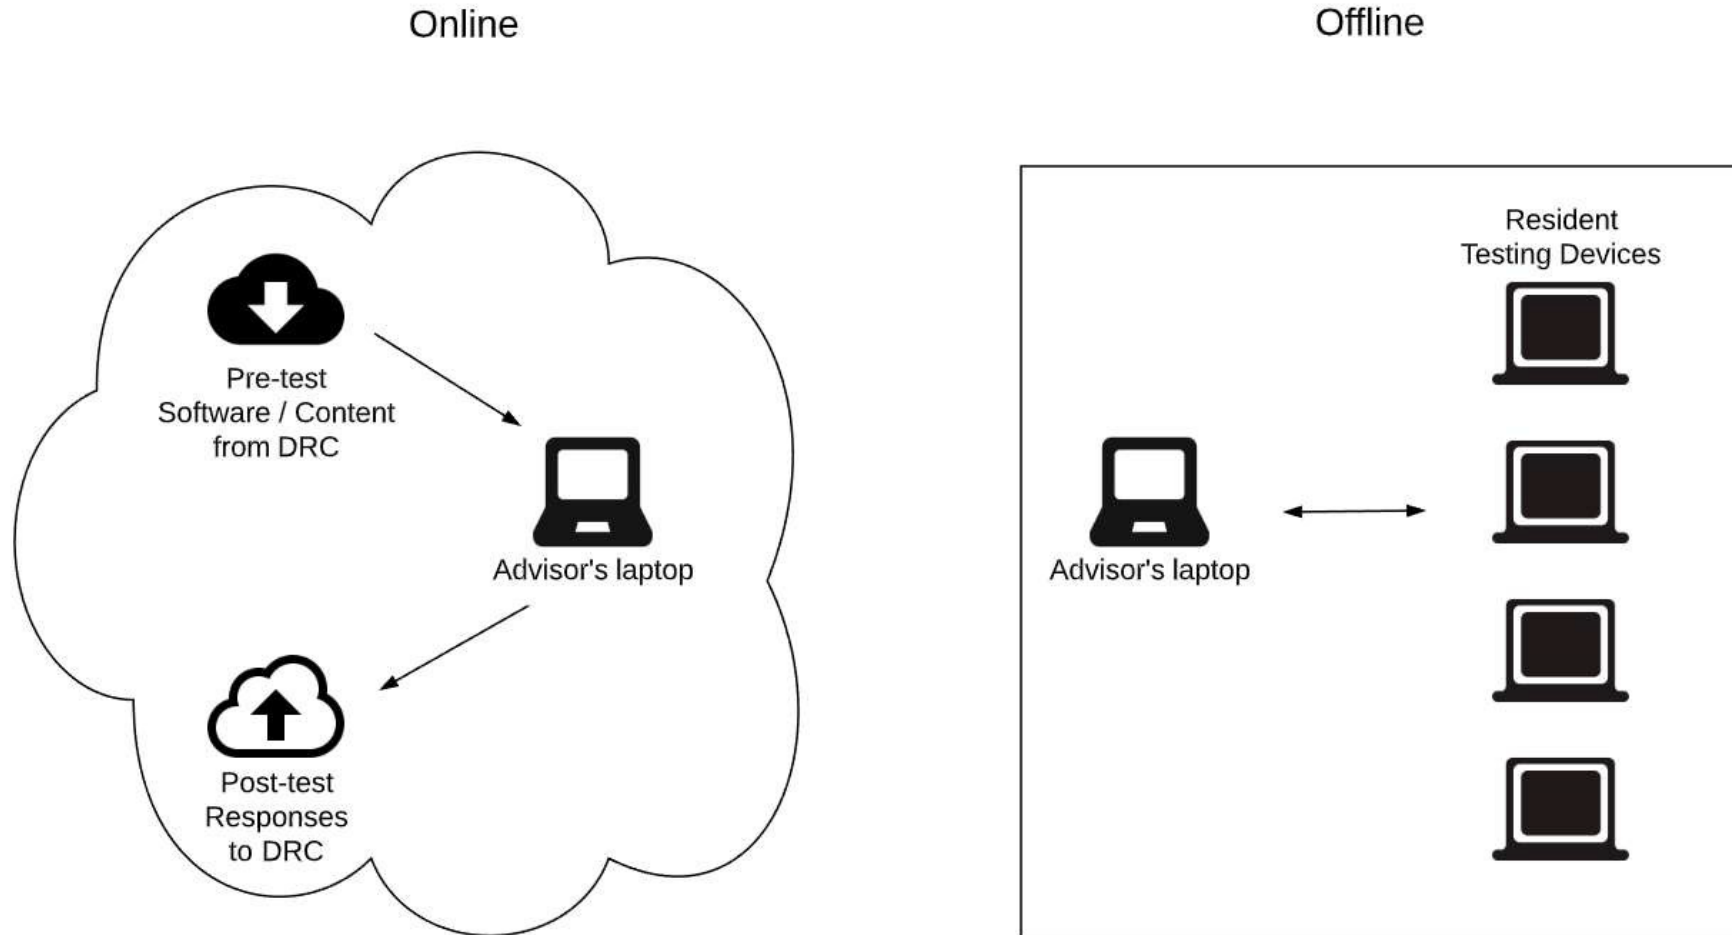 Online
Offline
Pre-test
Software / Content
from DRC
Advisor's laptop
Post-test
Responses
to DRC
Resident
Testing Devices
Advisor's laptop